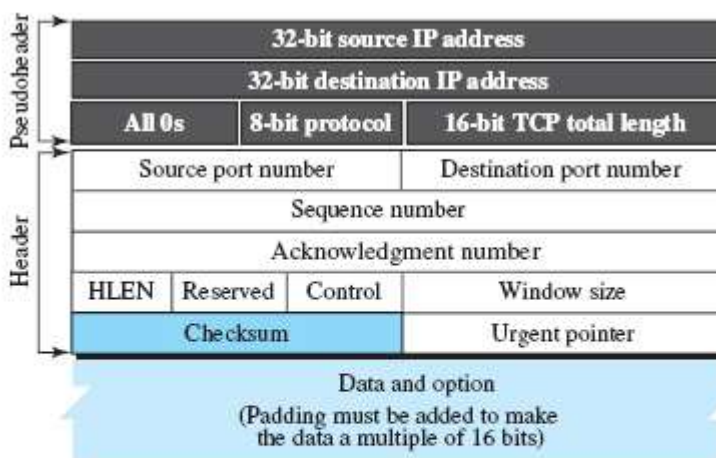 Pseudoheader
32-bit source IP address
32-bit destination IP address
All 0s 8-bit protocol 16-bit TCP total length
Header
Source port number Destination port number
Sequence number
Acknowledgment number
HLEN Reserved Control Window size
Checksum Urgent pointer
Data and option
(Padding must be added to make
the data a multiple of 16 bits)